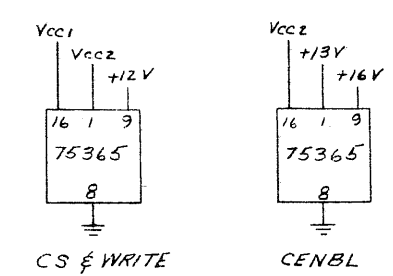 Vcc1
Vcc2
+12 V
16 1 9
75365
8
CS & WRITE
Vcc2
+13V
+16V
16 1 9
75365
8
CENBL